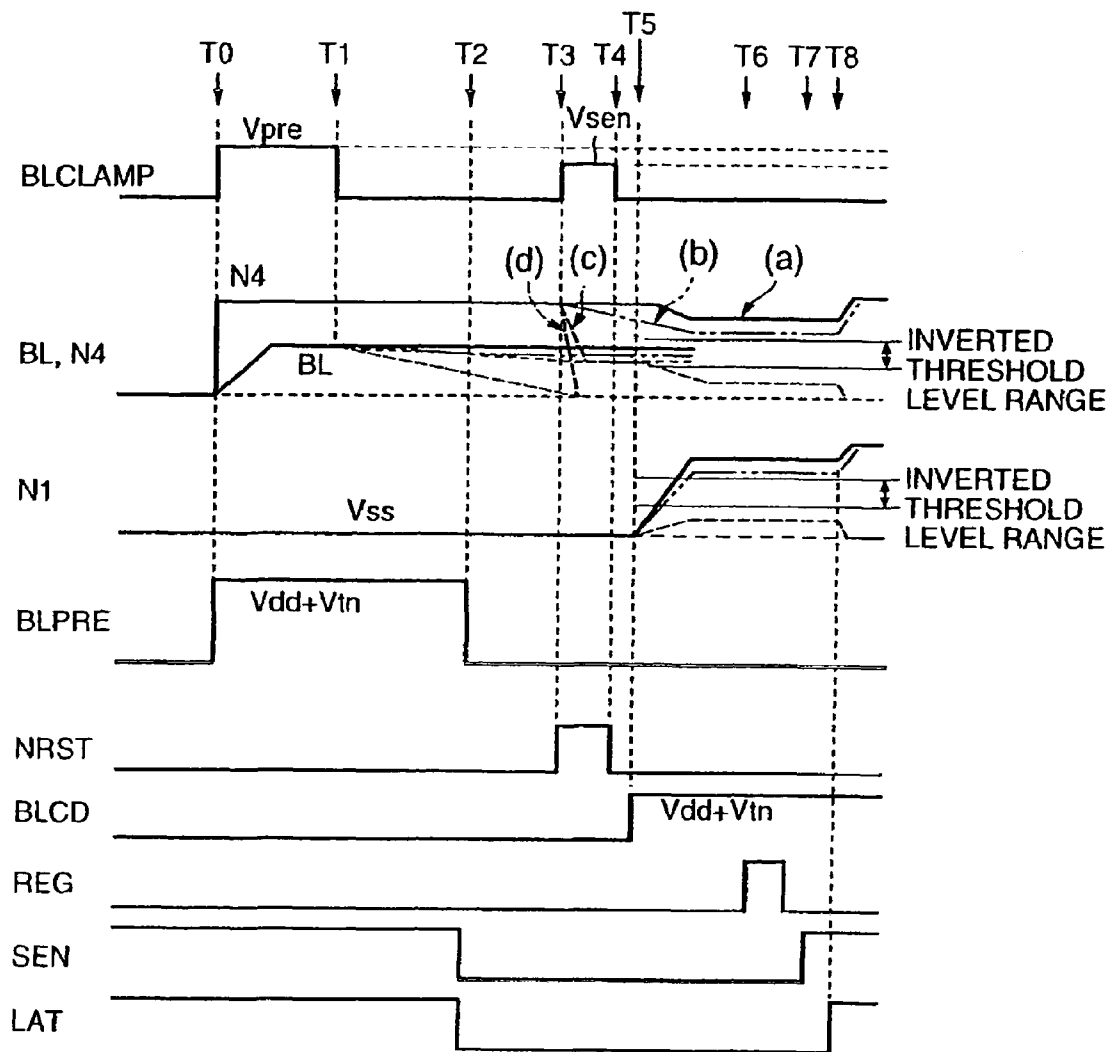 T5
T0 T1 T2 T3 T4 T6 T7 T8
Vpre Vsen
BLCLAMP
(d) (c) (b) (a)
N4
BL, N4
BL
INVERTED
THRESHOLD
LEVEL RANGE
N1
Vss
INVERTED
THRESHOLD
LEVEL RANGE
BLPRE
Vdd+Vtn
NRST
BLCD
Vdd+Vtn
REG
SEN
LAT